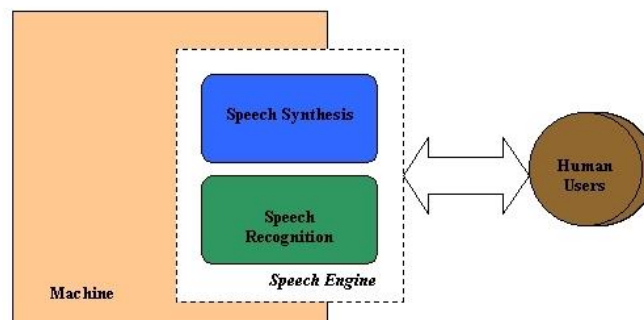 Speech Synthesis
Speech
Recognition
Speech Engine
Machine
Human
Users